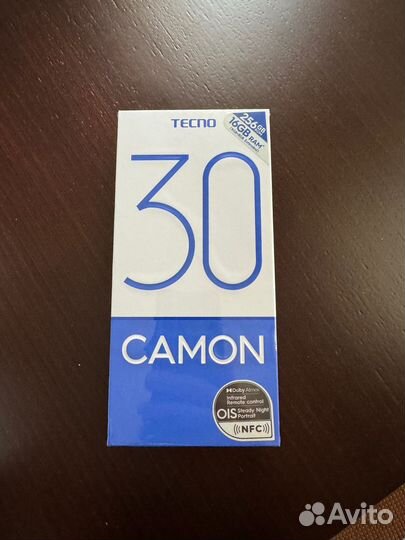 TECNO
256GB
16GB RAM*
30
CAMON
Dolby Atmos
Infrared
Remote control
OIS Steady Night
Portrait
NFC
Avito